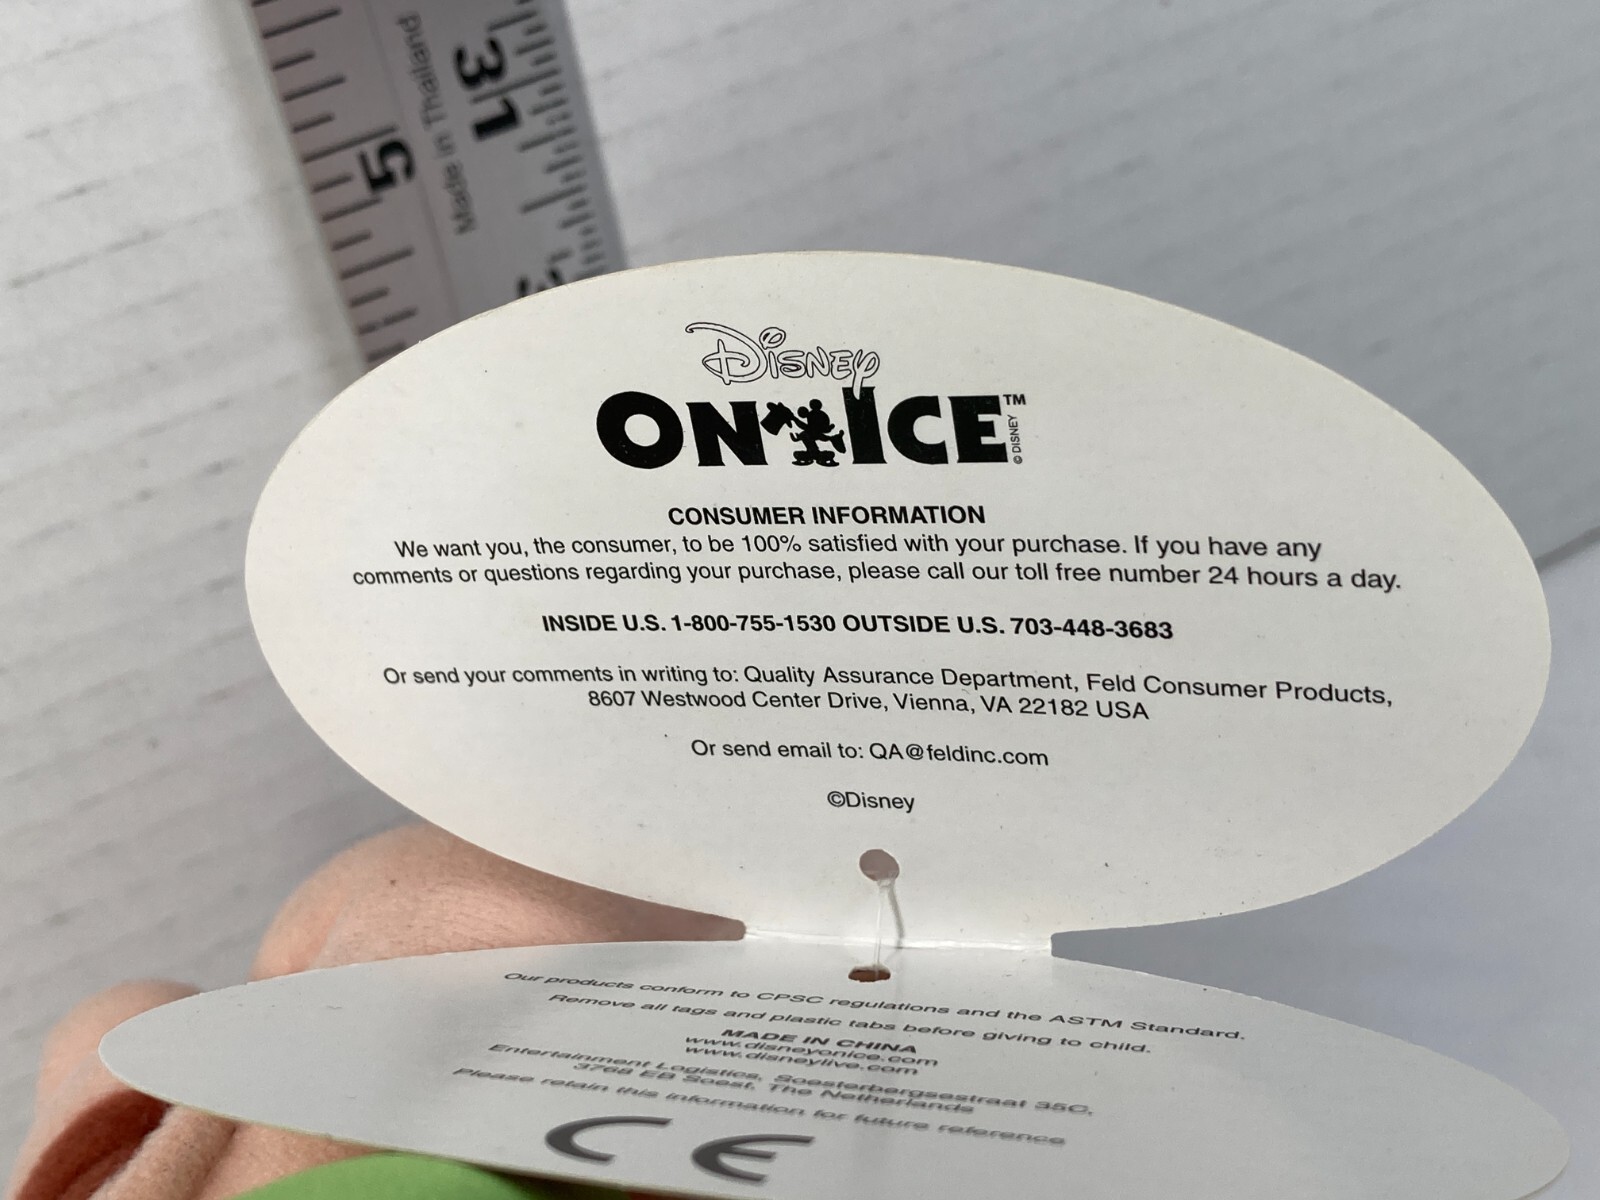 Made in Thailand
31
5
Disney
ON ICE™
© DISNEY
CONSUMER INFORMATION
We want you, the consumer, to be 100% satisfied with your purchase. If you have any
comments or questions regarding your purchase, please call our toll free number 24 hours a day.
INSIDE U.S. 1-800-755-1530 OUTSIDE U.S. 703-448-3683
Or send your comments in writing to: Quality Assurance Department, Feld Consumer Products,
8607 Westwood Center Drive, Vienna, VA 22182 USA
Or send email to: QA@feldinc.com
©Disney
Our products conform to CPSC regulations and the ASTM Standard.
Remove all tags and plastic tabs before giving to child.
MADE IN CHINA
www.disneyonice.com
www.disneylive.com
Entertainment Logistics, Soesterbergsestraat 35C,
3768 EB Soest, The Netherlands
Please retain this information for future reference
CE